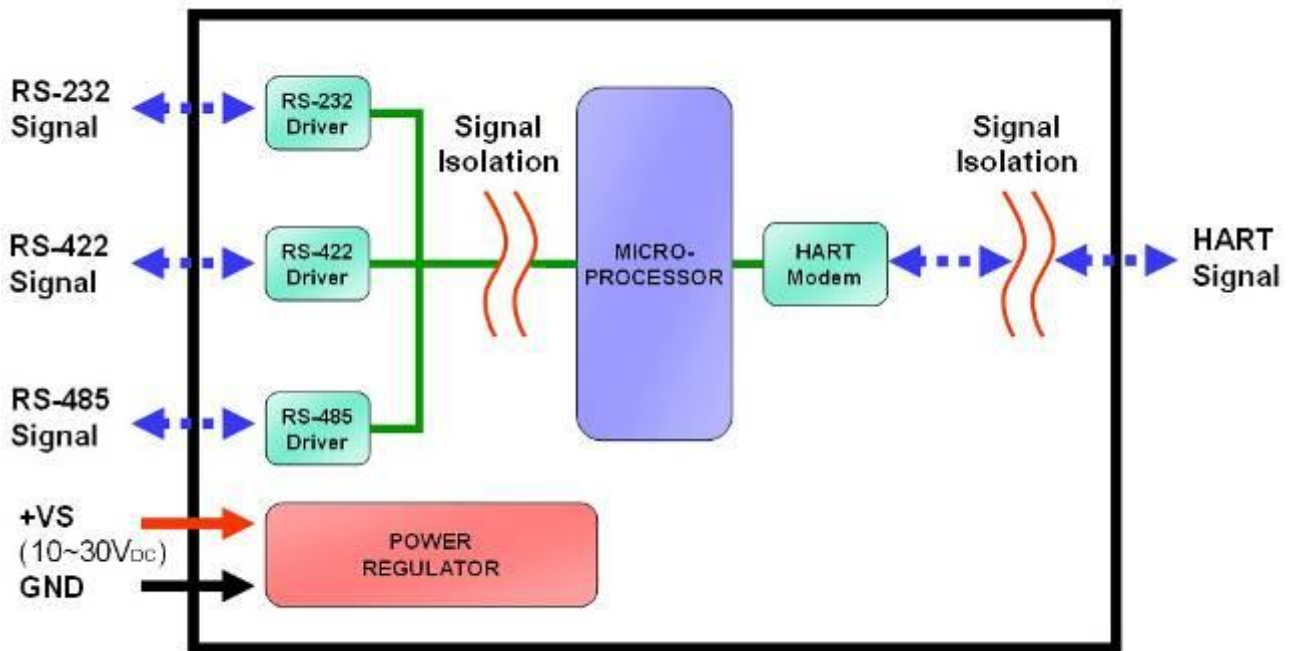 RS-232
Signal
RS-232
Driver
Signal
Isolation
Signal
Isolation
RS-422
Signal
RS-422
Driver
MICRO-
PROCESSOR
HART
Modem
HART
Signal
RS-485
Signal
RS-485
Driver
+VS
(10~30VDC)
GND
POWER
REGULATOR